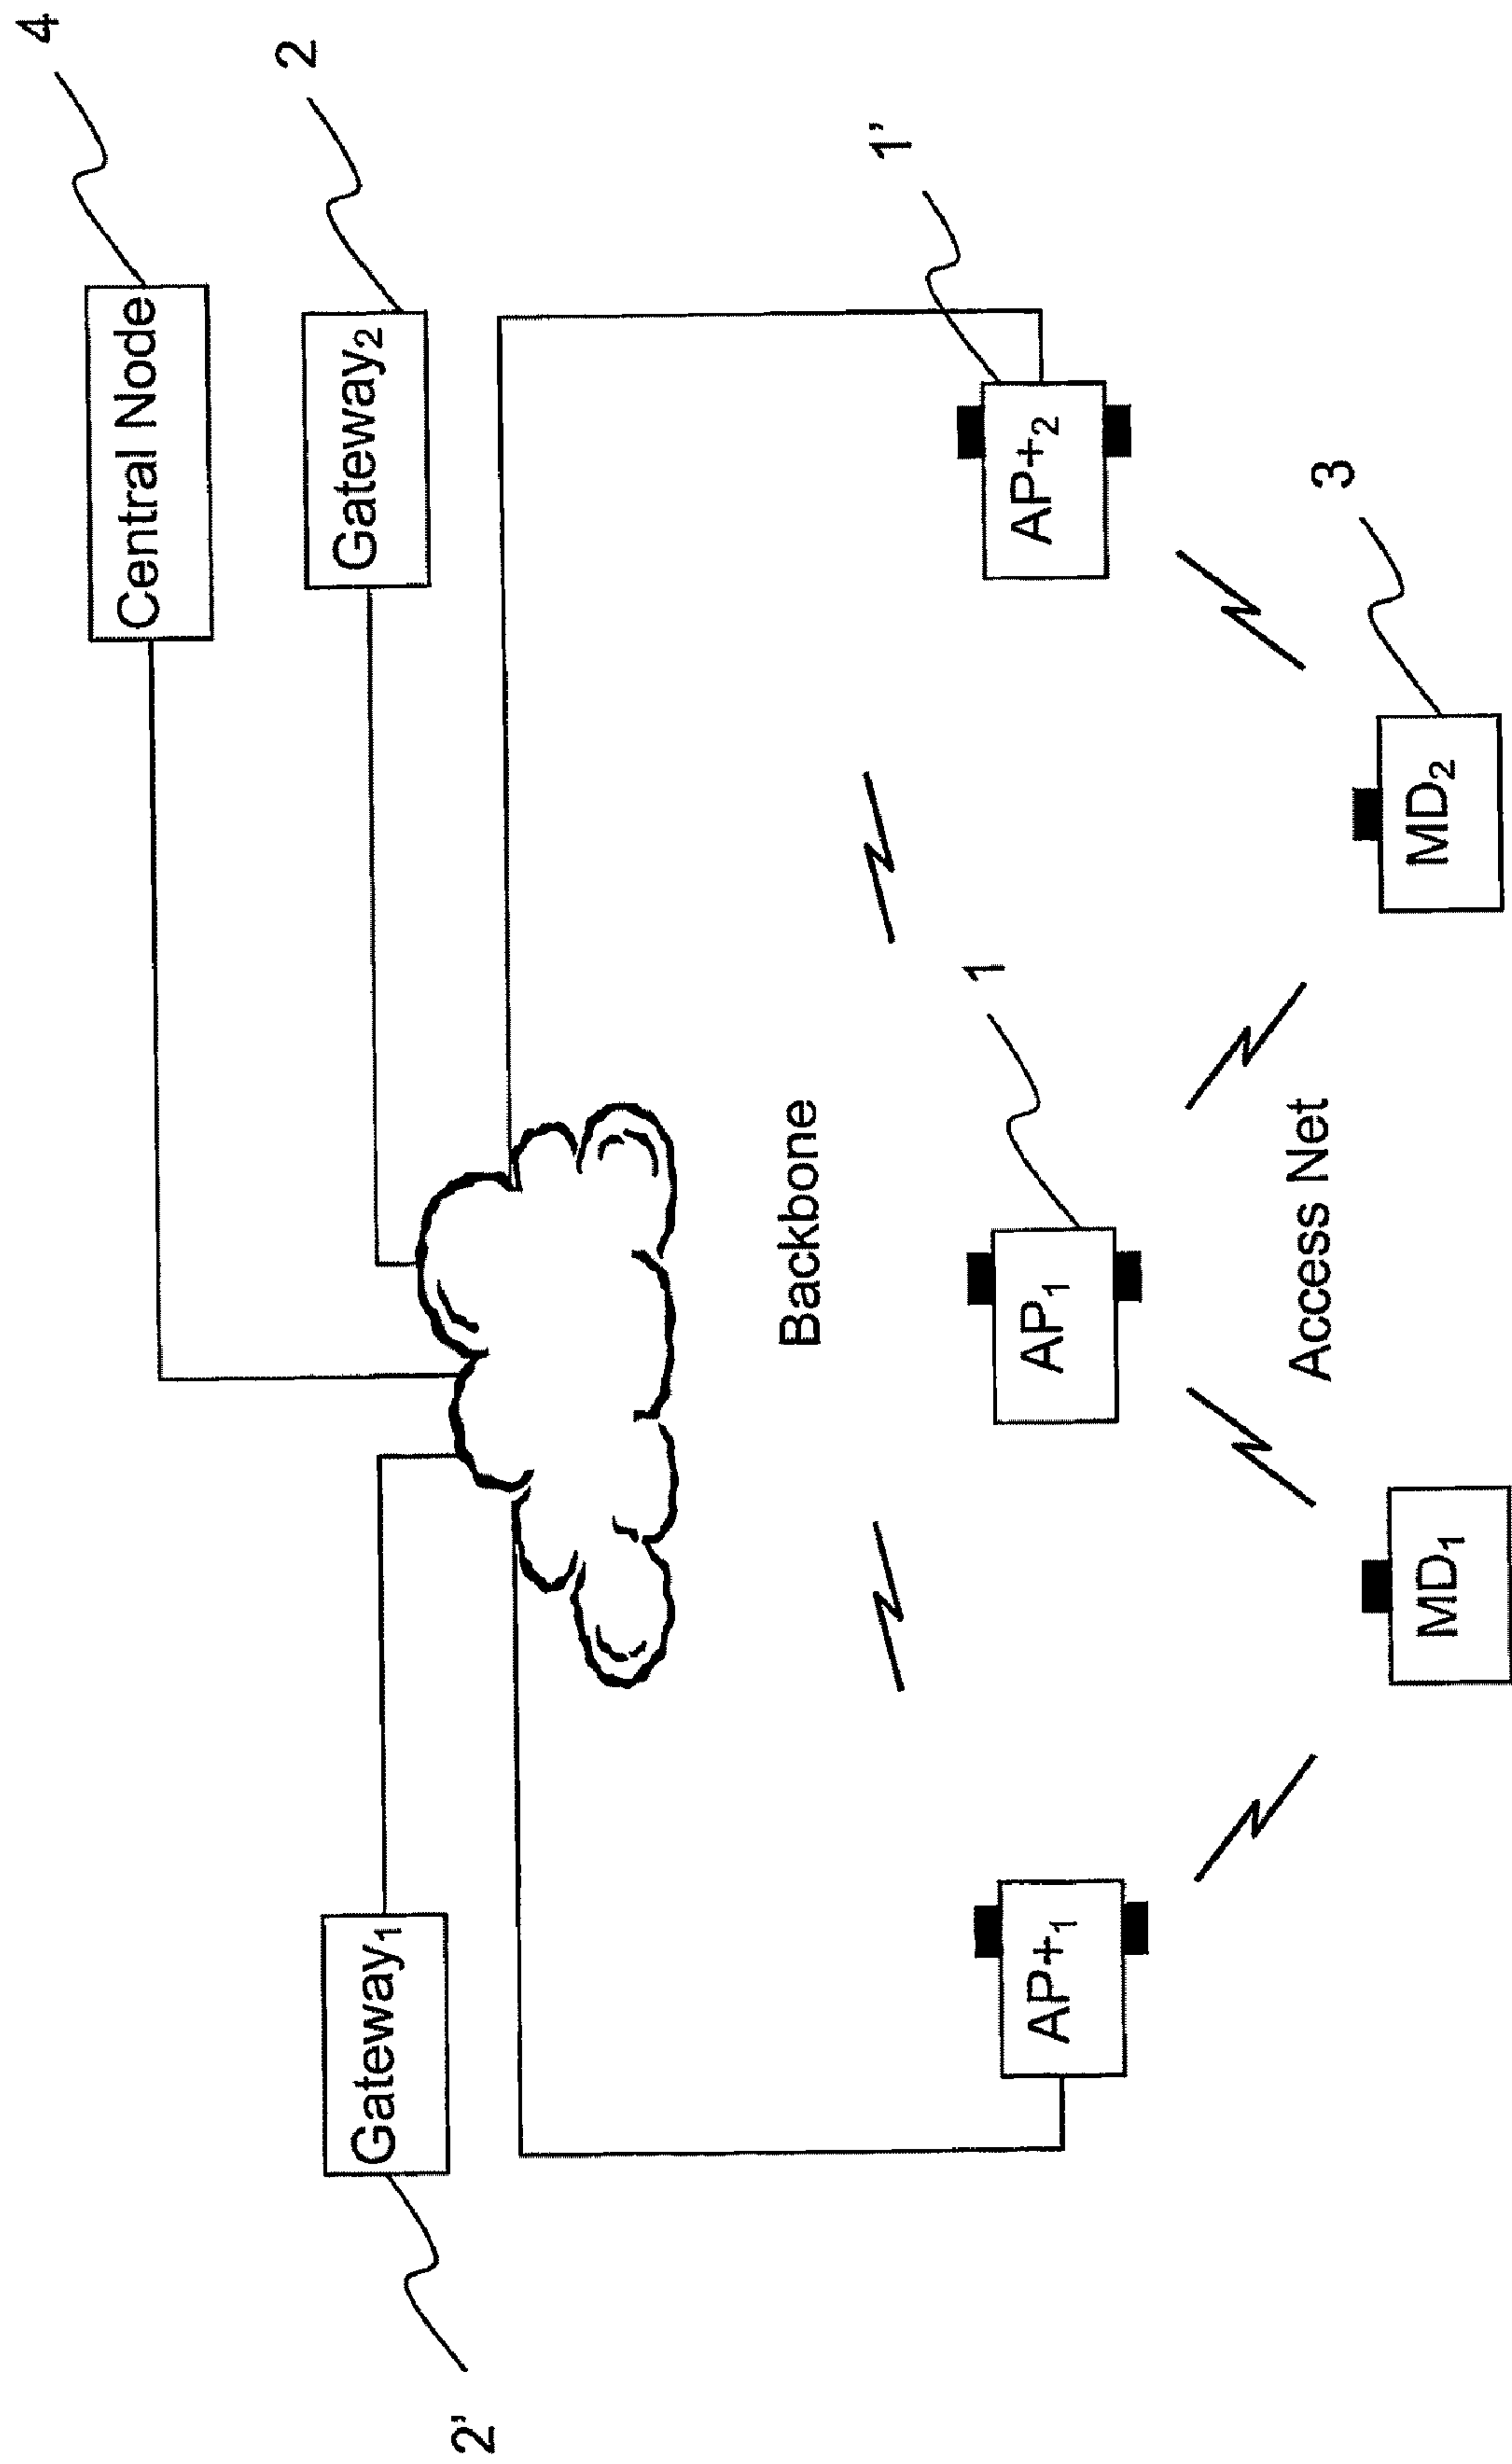 4
Central Node
2
Gateway₂
Gateway₁
2'
1'
Backbone
1
AP+₁
AP₁
AP+₂
Access Net
3
MD₁
MD₂